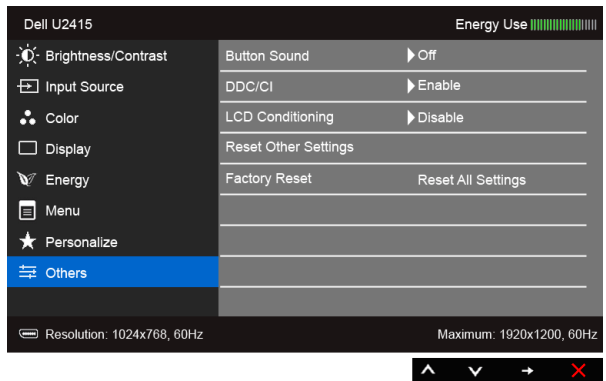 Dell U2415
Energy Use
Brightness/Contrast
Button Sound
Off
Input Source
DDC/CI
Enable
Color
LCD Conditioning
Disable
Display
Reset Other Settings
Energy
Factory Reset
Reset All Settings
Menu
Personalize
Others
Resolution: 1024x768, 60Hz
Maximum: 1920x1200, 60Hz